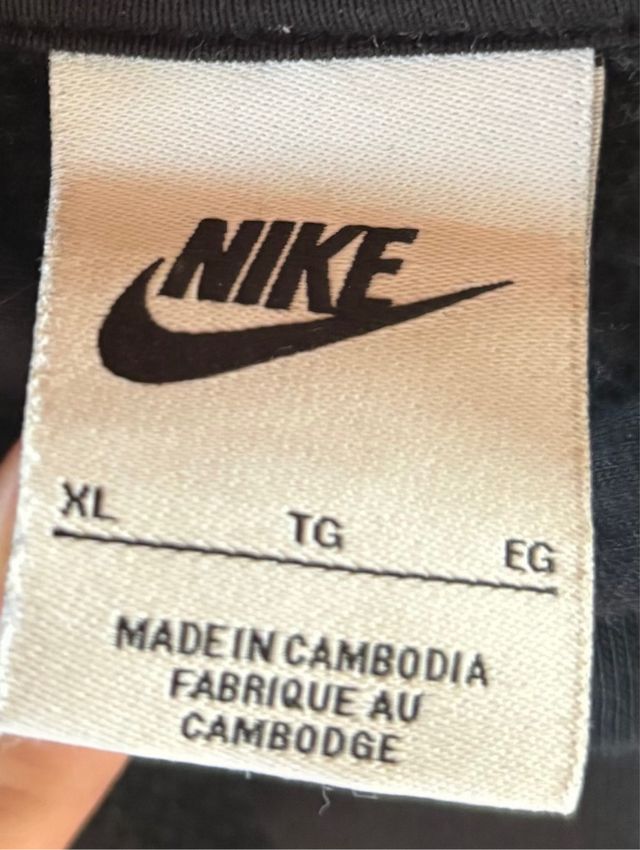 NIKE
XL TG EG
MADE IN CAMBODIA
FABRIQUE AU
CAMBODGE